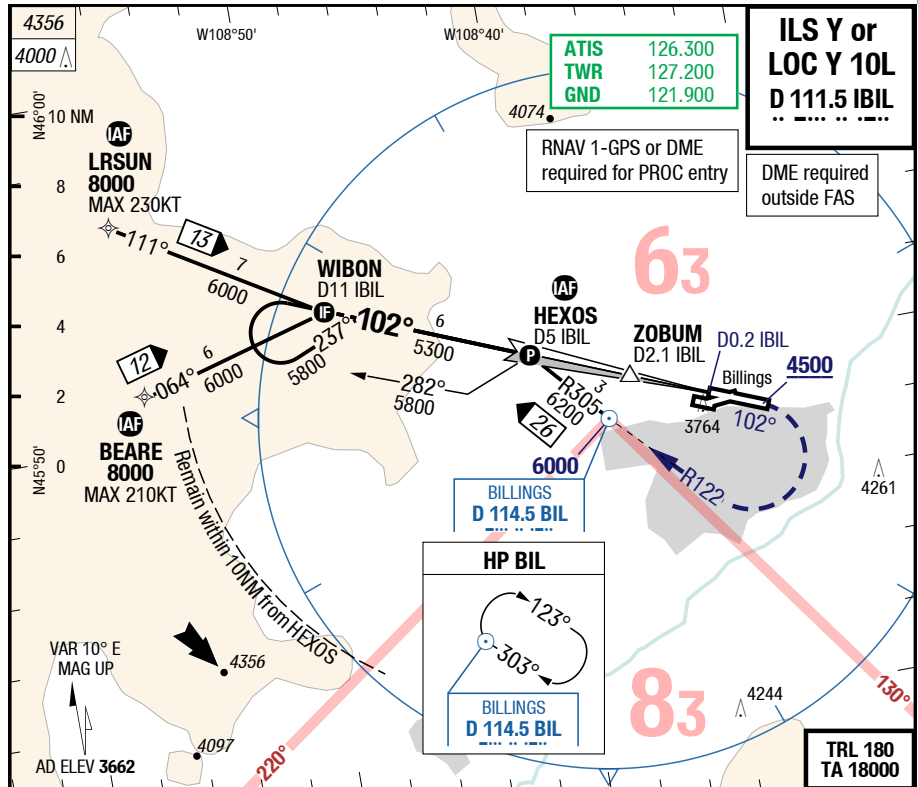 4356
4000
W108°50'
W108°40'
ILS Y or
LOC Y 10L
D 111.5 IBIL
ATIS 126.300
TWR 127.200
GND 121.900
N46°00'
10 NM
8
6
4
2
0
N45°50'
4074
RNAV 1-GPS or DME
required for PROC entry
DME required
outside FAS
IAF
LRSUN
8000
MAX 230KT
111°
13
7
6000
WIBON
D11 IBIL
IF
102°
6
5300
237°
5800
IAF
HEXOS
D5 IBIL
P
63
ZOBUM
D2.1 IBIL
D0.2 IBIL
Billings
4500
102°
3764
12
6
064°
6000
282°
5800
R305
3
6200
26
6000
R122
4261
IAF
BEARE
8000
MAX 210KT
Remain within 10NM from HEXOS
BILLINGS
D 114.5 BIL
HP BIL
123°
303°
BILLINGS
D 114.5 BIL
83
VAR 10° E
MAG UP
AD ELEV 3662
4356
4097
220°
130°
4244
TRL 180
TA 18000